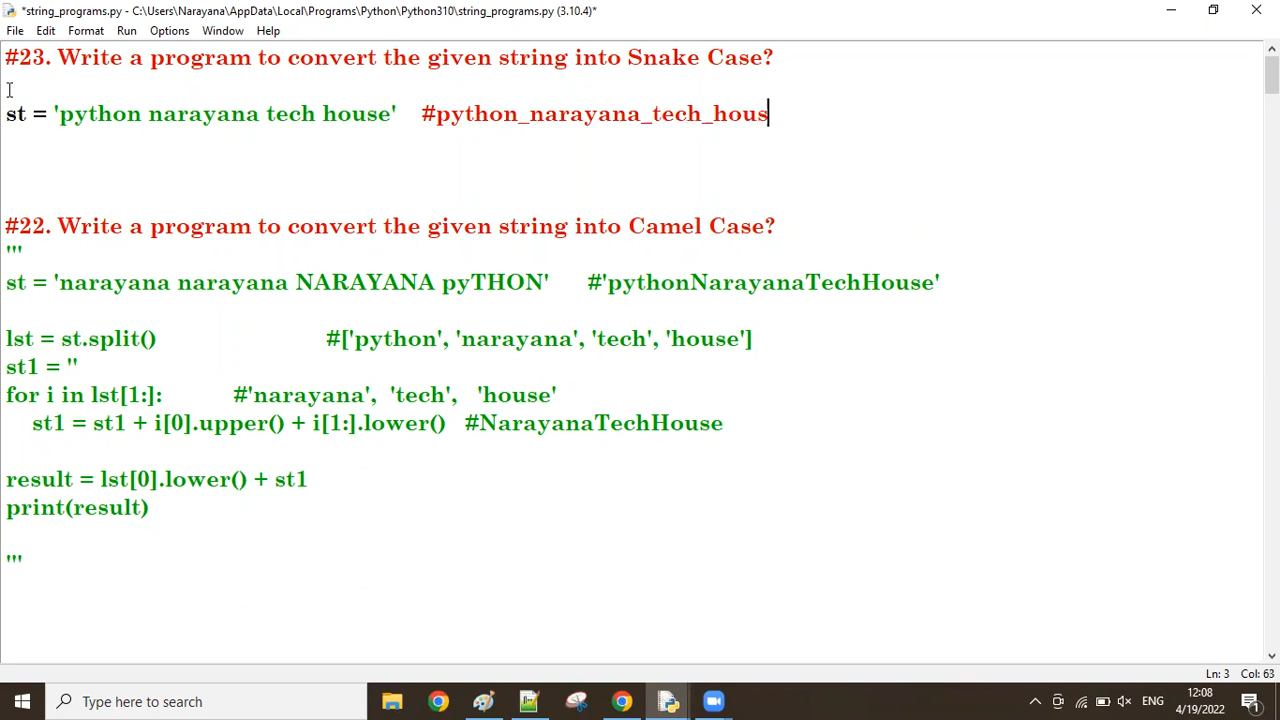 *string_programs.py - C:\Users\Narayana\AppData\Local\Programs\Python\Python310\string_programs.py (3.10.4)*
File Edit Format Run Options Window Help
#23. Write a program to convert the given string into Snake Case?
st = 'python narayana tech house' #python_narayana_tech_hous
#22. Write a program to convert the given string into Camel Case?
'''
st = 'narayana narayana NARAYANA pyTHON' #'pythonNarayanaTechHouse'
lst = st.split() #['python', 'narayana', 'tech', 'house']
st1 = ''
for i in lst[1:]: #'narayana', 'tech', 'house'
st1 = st1 + i[0].upper() + i[1:].lower() #NarayanaTechHouse
result = lst[0].lower() + st1
print(result)
'''
Ln: 3 Col: 63
Type here to search
ENG
12:08
4/19/2022
1